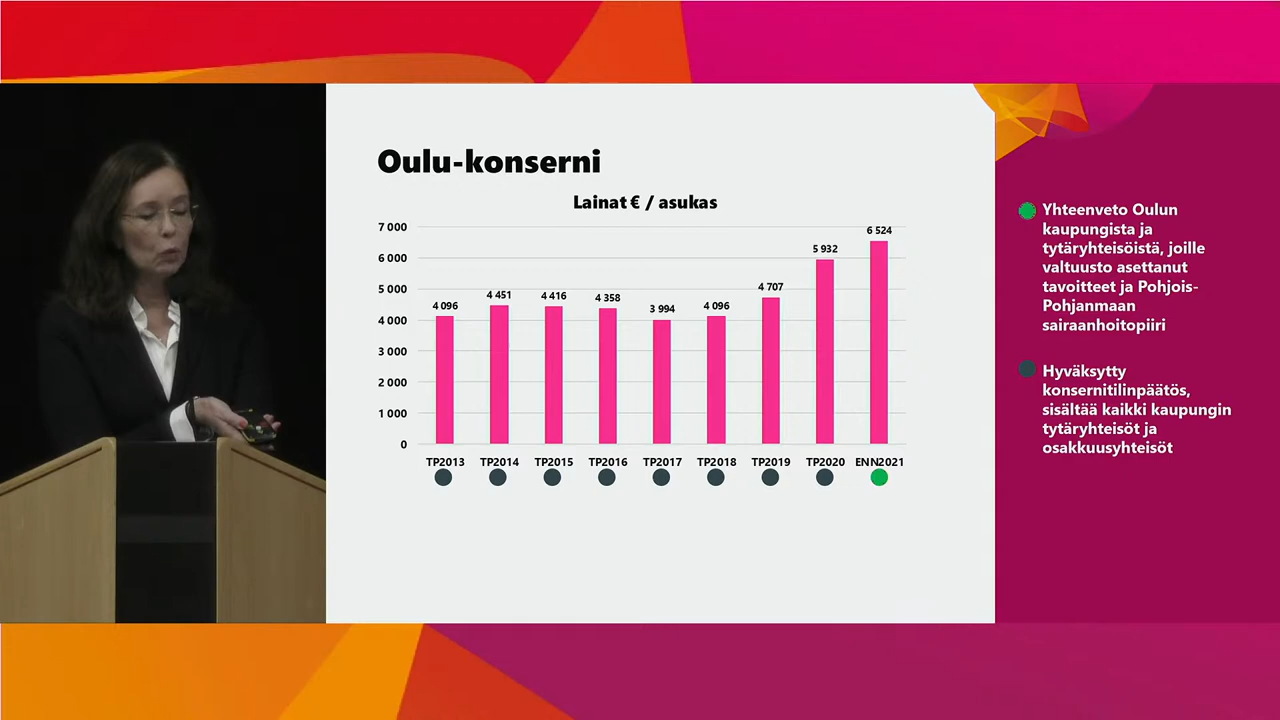 Oulu-konserni
Lainat € / asukas
7 000
6 000
5 000
4 000
3 000
2 000
1 000
0
4 096
4 451
4 416
4 358
3 994
4 096
4 707
5 932
6 524
TP2013
TP2014
TP2015
TP2016
TP2017
TP2018
TP2019
TP2020
ENN2021
Yhteenveto Oulun
kaupungista ja
tytäryhteisöistä, joille
valtuusto asettanut
tavoitteet ja Pohjois-
Pohjanmaan
sairaanhoitopiiri
Hyväksytty
konsernitilinpäätös,
sisältää kaikki kaupungin
tytäryhteisöt ja
osakkuusyhteisöt